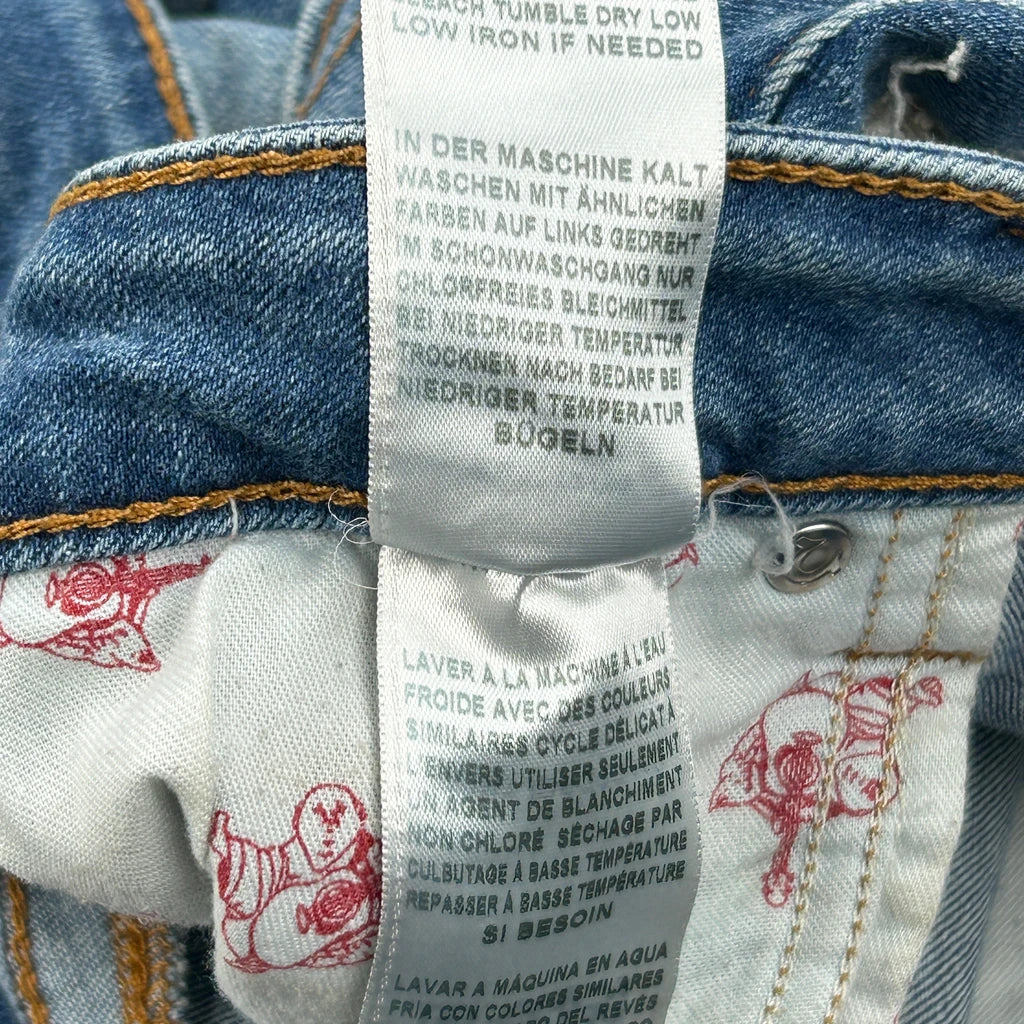 BLEACH TUMBLE DRY LOW
LOW IRON IF NEEDED
IN DER MASCHINE KALT
WASCHEN MIT ÄHNLICHEN
FARBEN AUF LINKS GEDREHT
IM SCHONWASCHGANG NUR
CHLORFREIES BLEICHMITTEL
BEI NIEDRIGER TEMPERATUR
TROCKNEN NACH BEDARF BEI
NIEDRIGER TEMPERATUR
BÜGELN
LAVER À LA MACHINE À L'EAU
FROIDE AVEC DES COULEURS
SIMILAIRES CYCLE DÉLICAT À
L'ENVERS UTILISER SEULEMENT
UN AGENT DE BLANCHIMENT
NON CHLORÉ SÉCHAGE PAR
CULBUTAGE À BASSE TEMPÉRATURE
REPASSER À BASSE TEMPÉRATURE
SI BESOIN
LAVAR A MÁQUINA EN AGUA
FRÍA CON COLORES SIMILARES
DEL REVÉS